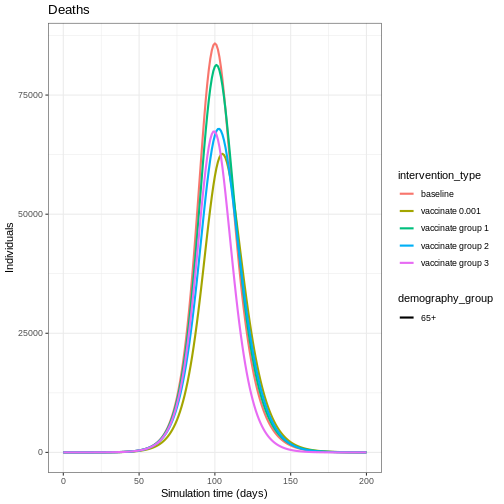 Deaths
75000
50000
25000
0
Individuals
0
50
100
150
200
Simulation time (days)
intervention_type
baseline
vaccinate 0.001
vaccinate group 1
vaccinate group 2
vaccinate group 3
demography_group
65+